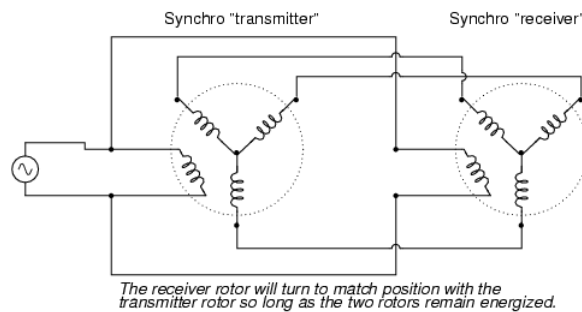 Synchro "transmitter"
Synchro "receiver"
The receiver rotor will turn to match position with the
transmitter rotor so long as the two rotors remain energized.